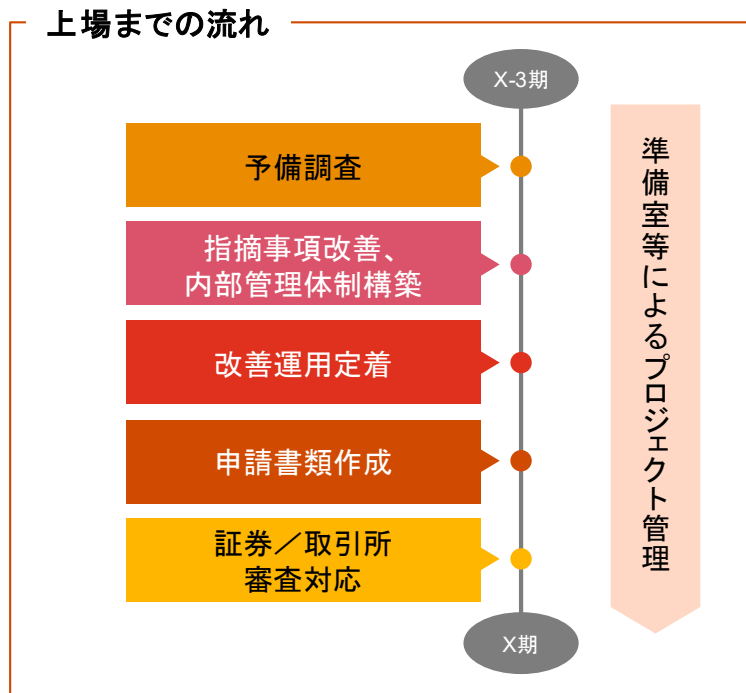 上場までの流れ
X-3期
予備調査
指摘事項改善、
内部管理体制構築
改善運用定着
申請書類作成
証券／取引所
審査対応
X期
準備室等によるプロジェクト管理